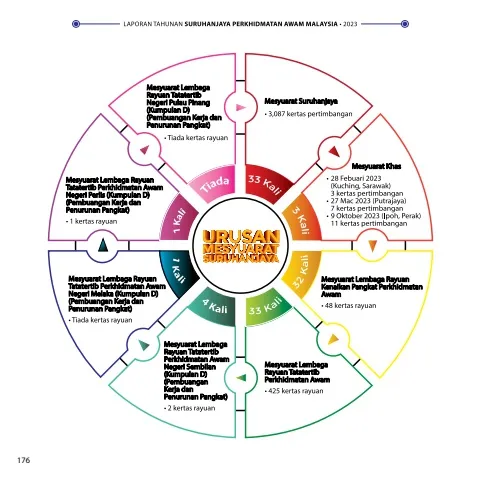 LAPORAN TAHUNAN SURUHANJAYA PERKHIDMATAN AWAM MALAYSIA • 2023
Mesyuarat Suruhanjaya
• 3,087 kertas pertimbangan
33 Kali
Mesyuarat Khas
• 28 Febuari 2023
(Kuching, Sarawak)
3 kertas pertimbangan
• 27 Mac 2023 (Putrajaya)
7 kertas pertimbangan
• 9 Oktober 2023 (Ipoh, Perak)
11 kertas pertimbangan
3 Kali
Mesyuarat Lembaga Rayuan
Kenaikan Pangkat Perkhidmatan
Awam
• 48 kertas rayuan
32 Kali
Mesyuarat Lembaga
Rayuan Tatatertib
Perkhidmatan Awam
• 425 kertas rayuan
33 Kali
Mesyuarat Lembaga
Rayuan Tatatertib
Perkhidmatan Awam
Negeri Sembilan
(Kumpulan D)
(Pembuangan
Kerja dan
Penurunan Pangkat)
• 2 kertas rayuan
4 Kali
Mesyuarat Lembaga Rayuan
Tatatertib Perkhidmatan Awam
Negeri Melaka (Kumpulan D)
(Pembuangan Kerja dan
Penurunan Pangkat)
• Tiada kertas rayuan
1 Kali
Mesyuarat Lembaga Rayuan
Tatatertib Perkhidmatan Awam
Negeri Perlis (Kumpulan D)
(Pembuangan Kerja dan
Penurunan Pangkat)
• 1 kertas rayuan
1 Kali
Mesyuarat Lembaga
Rayuan Tatatertib
Negeri Pulau Pinang
(Kumpulan D)
(Pembuangan Kerja dan
Penurunan Pangkat)
• Tiada kertas rayuan
Tiada
URUSAN
MESYUARAT
SURUHANJAYA
176